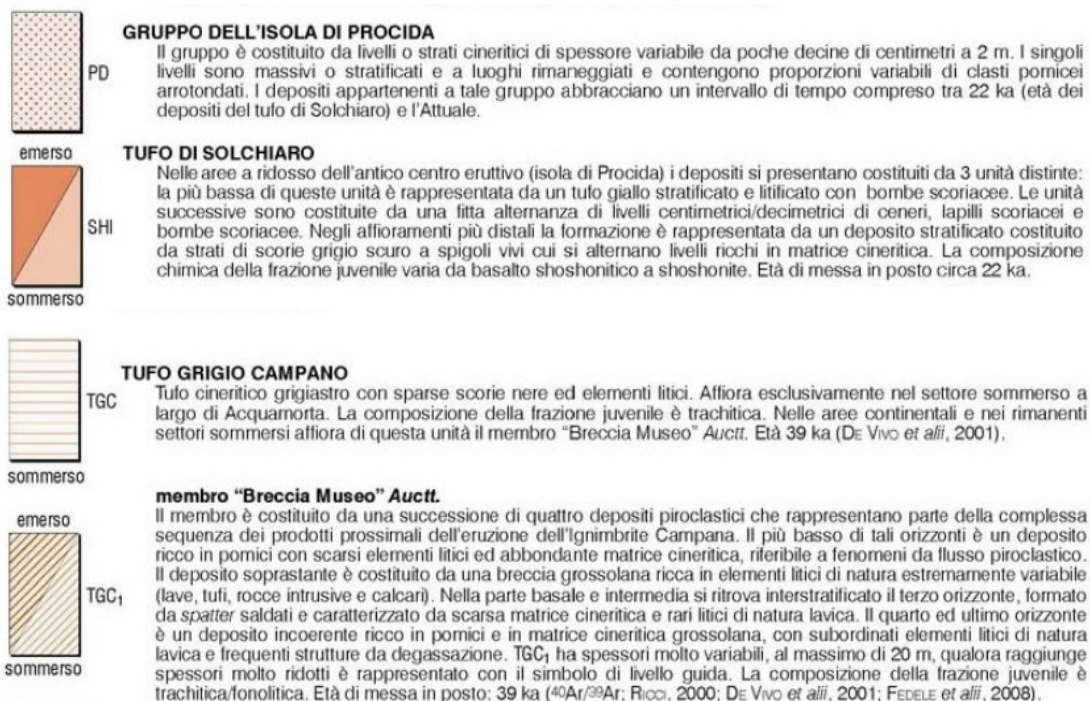 GRUPPO DELL'ISOLA DI PROCIDA
Il gruppo è costituito da livelli o strati cineritici di spessore variabile da poche decine di centimetri a 2 m. I singoli
livelli sono massivi o stratificati e a luoghi rimaneggiati e contengono proporzioni variabili di clasti pomicei
arrotondati. I depositi appartenenti a tale gruppo abbracciano un intervallo di tempo compreso tra 22 ka (età dei
depositi del tufo di Solchiaro) e l'Attuale.
PD
emerso
TUFO DI SOLCHIARO
Nelle aree a ridosso dell'antico centro eruttivo (isola di Procida) i depositi si presentano costituiti da 3 unità distinte:
la più bassa di queste unità è rappresentata da un tufo giallo stratificato e litificato con bombe scoriacee. Le unità
successive sono costituite da una fitta alternanza di livelli centimetrici/decimetrici di ceneri, lapilli scoriacei e
bombe scoriacee. Negli affioramenti più distali la formazione è rappresentata da un deposito stratificato costituito
da strati di scorie grigio scuro a spigoli vivi cui si alternano livelli ricchi in matrice cineritica. La composizione
chimica della frazione juvenile varia da basalto shoshonitico a shoshonite. Età di messa in posto circa 22 ka.
SHI
sommerso
TUFO GRIGIO CAMPANO
Tufo cineritico grigiastro con sparse scorie nere ed elementi litici. Affiora esclusivamente nel settore sommerso a
largo di Acquamorta. La composizione della frazione juvenile è trachitica. Nelle aree continentali e nei rimanenti
settori sommersi affiora di questa unità il membro "Breccia Museo" Auctt. Età 39 ka (DE VIVO et alii, 2001).
TGC
sommerso
emerso
membro "Breccia Museo" Auctt.
Il membro è costituito da una successione di quattro depositi piroclastici che rappresentano parte della complessa
sequenza dei prodotti prossimali dell'eruzione dell'Ignimbrite Campana. Il più basso di tali orizzonti è un deposito
ricco in pomici con scarsi elementi litici ed abbondante matrice cineritica, riferibile a fenomeni da flusso piroclastico.
Il deposito soprastante è costituito da una breccia grossolana ricca in elementi litici di natura estremamente variabile
(lave, tufi, rocce intrusive e calcari). Nella parte basale e intermedia si ritrova interstratificato il terzo orizzonte, formato
da spatter saldati e caratterizzato da scarsa matrice cineritica e rari litici di natura lavica. Il quarto ed ultimo orizzonte
è un deposito incoerente ricco in pomici e in matrice cineritica grossolana, con subordinati elementi litici di natura
lavica e frequenti strutture da degassazione. TGC₁ ha spessori molto variabili, al massimo di 20 m, qualora raggiunge
spessori molto ridotti è rappresentato con il simbolo di livello guida. La composizione della frazione juvenile è
trachitica/fonolitica. Età di messa in posto: 39 ka (⁴⁰Ar/³⁹Ar; RICCI, 2000; DE VIVO et alii, 2001; FEDELE et alii, 2008).
TGC₁
sommerso